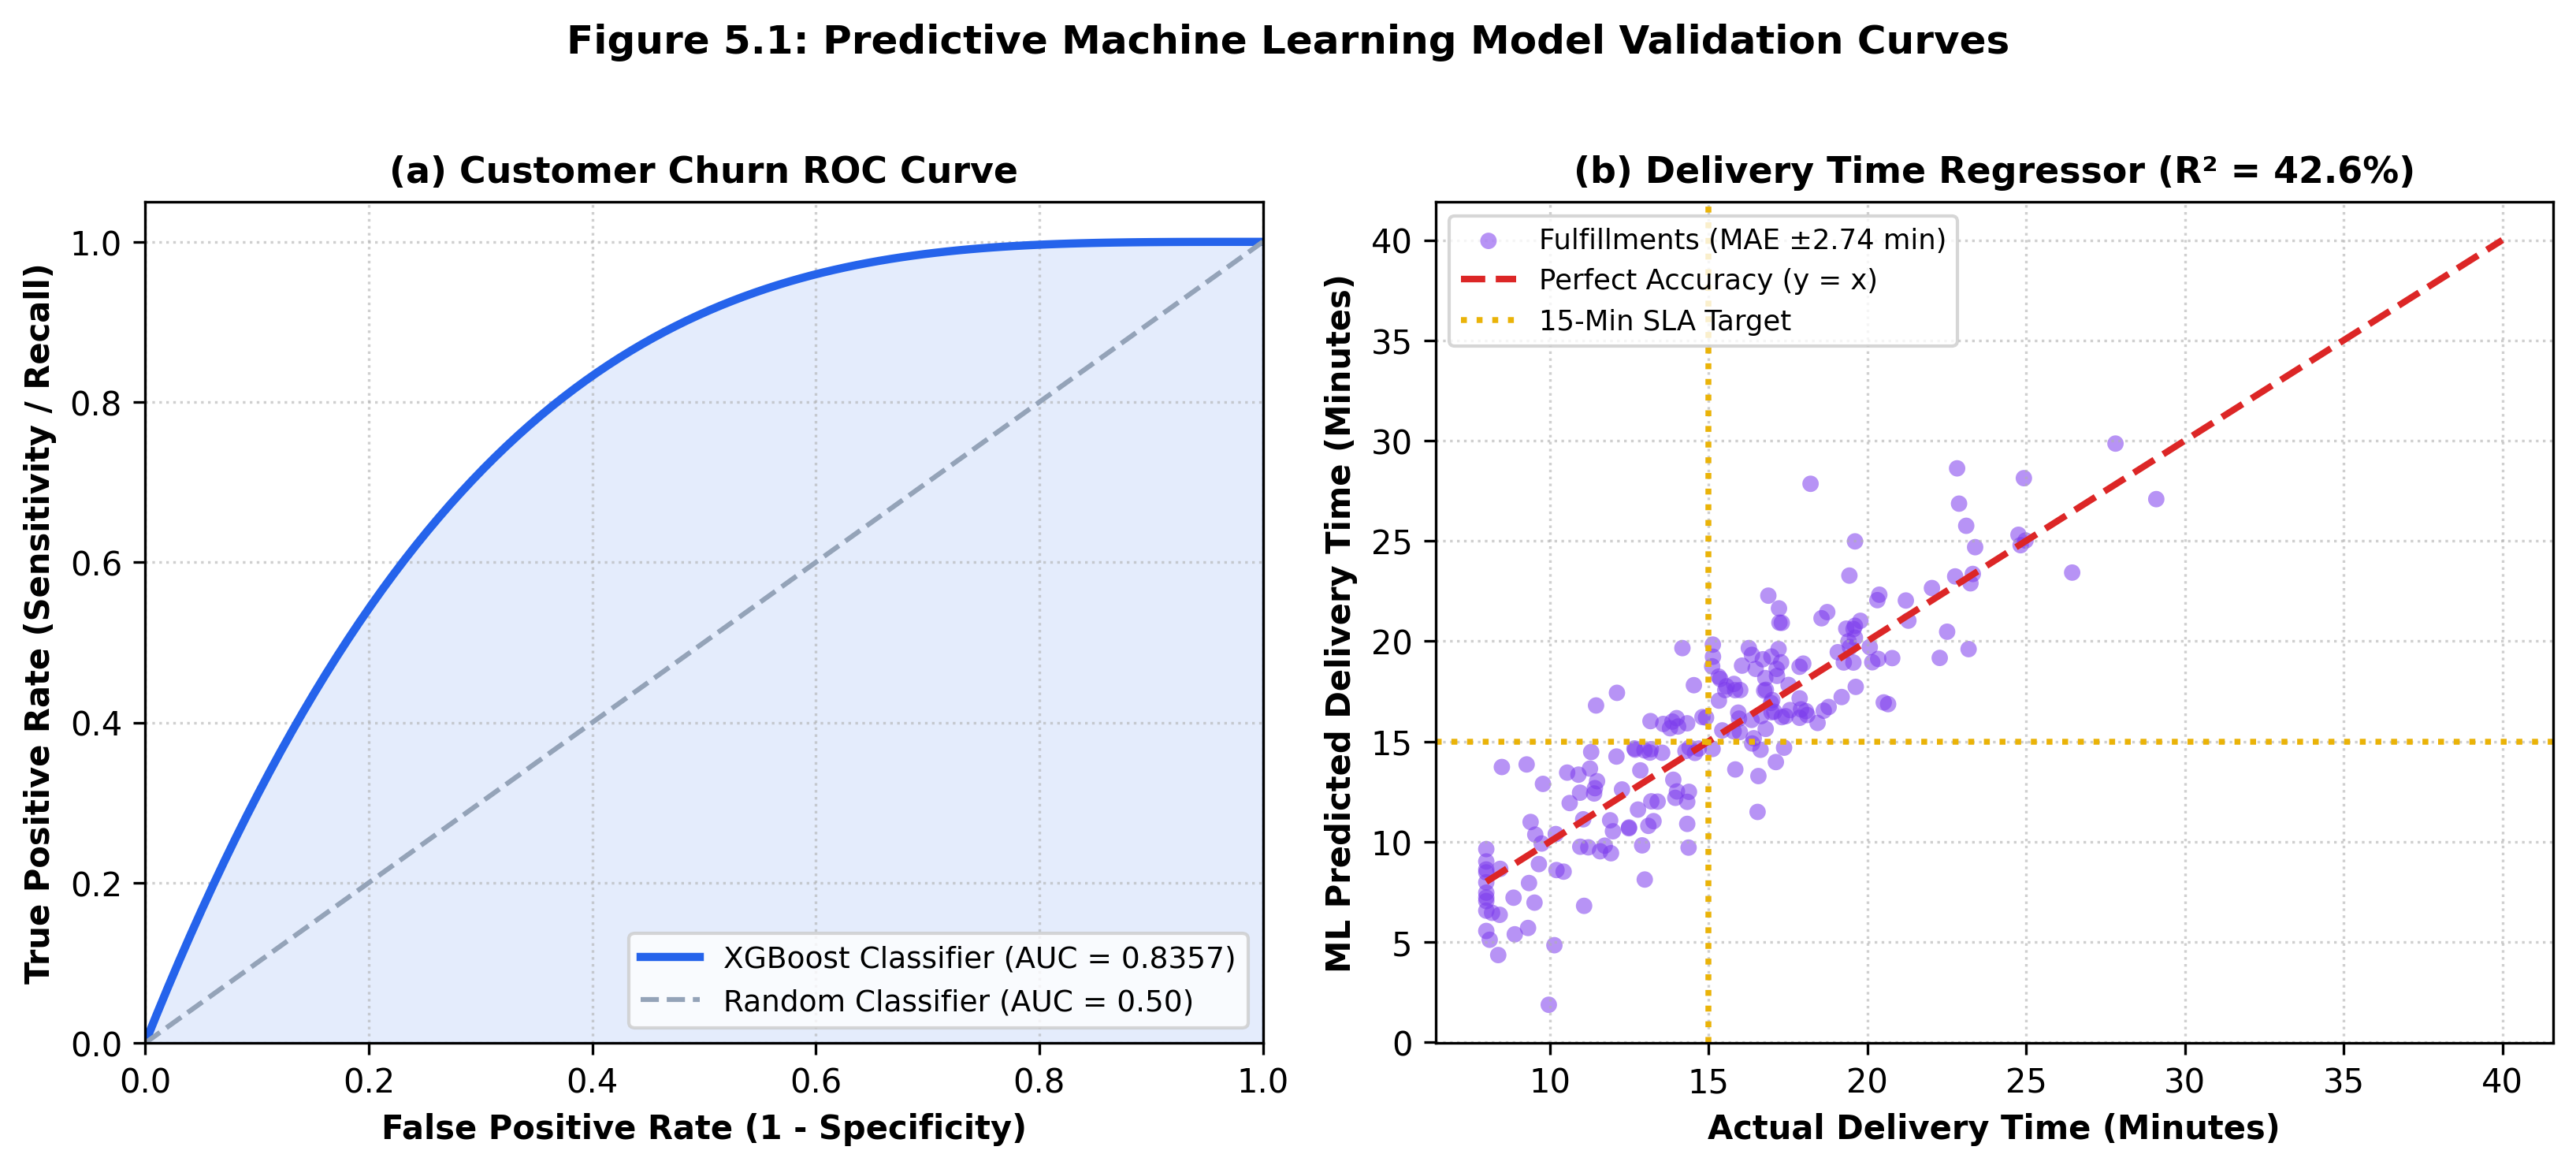 Figure 5.1: Predictive Machine Learning Model Validation Curves
(a) Customer Churn ROC Curve
True Positive Rate (Sensitivity / Recall)
1.0
0.8
0.6
0.4
0.2
0.0
XGBoost Classifier (AUC = 0.8357)
Random Classifier (AUC = 0.50)
0.0 0.2 0.4 0.6 0.8 1.0
False Positive Rate (1 - Specificity)
(b) Delivery Time Regressor (R² = 42.6%)
ML Predicted Delivery Time (Minutes)
40
35
30
25
20
15
10
5
0
Fulfillments (MAE ±2.74 min)
Perfect Accuracy (y = x)
15-Min SLA Target
10 15 20 25 30 35 40
Actual Delivery Time (Minutes)